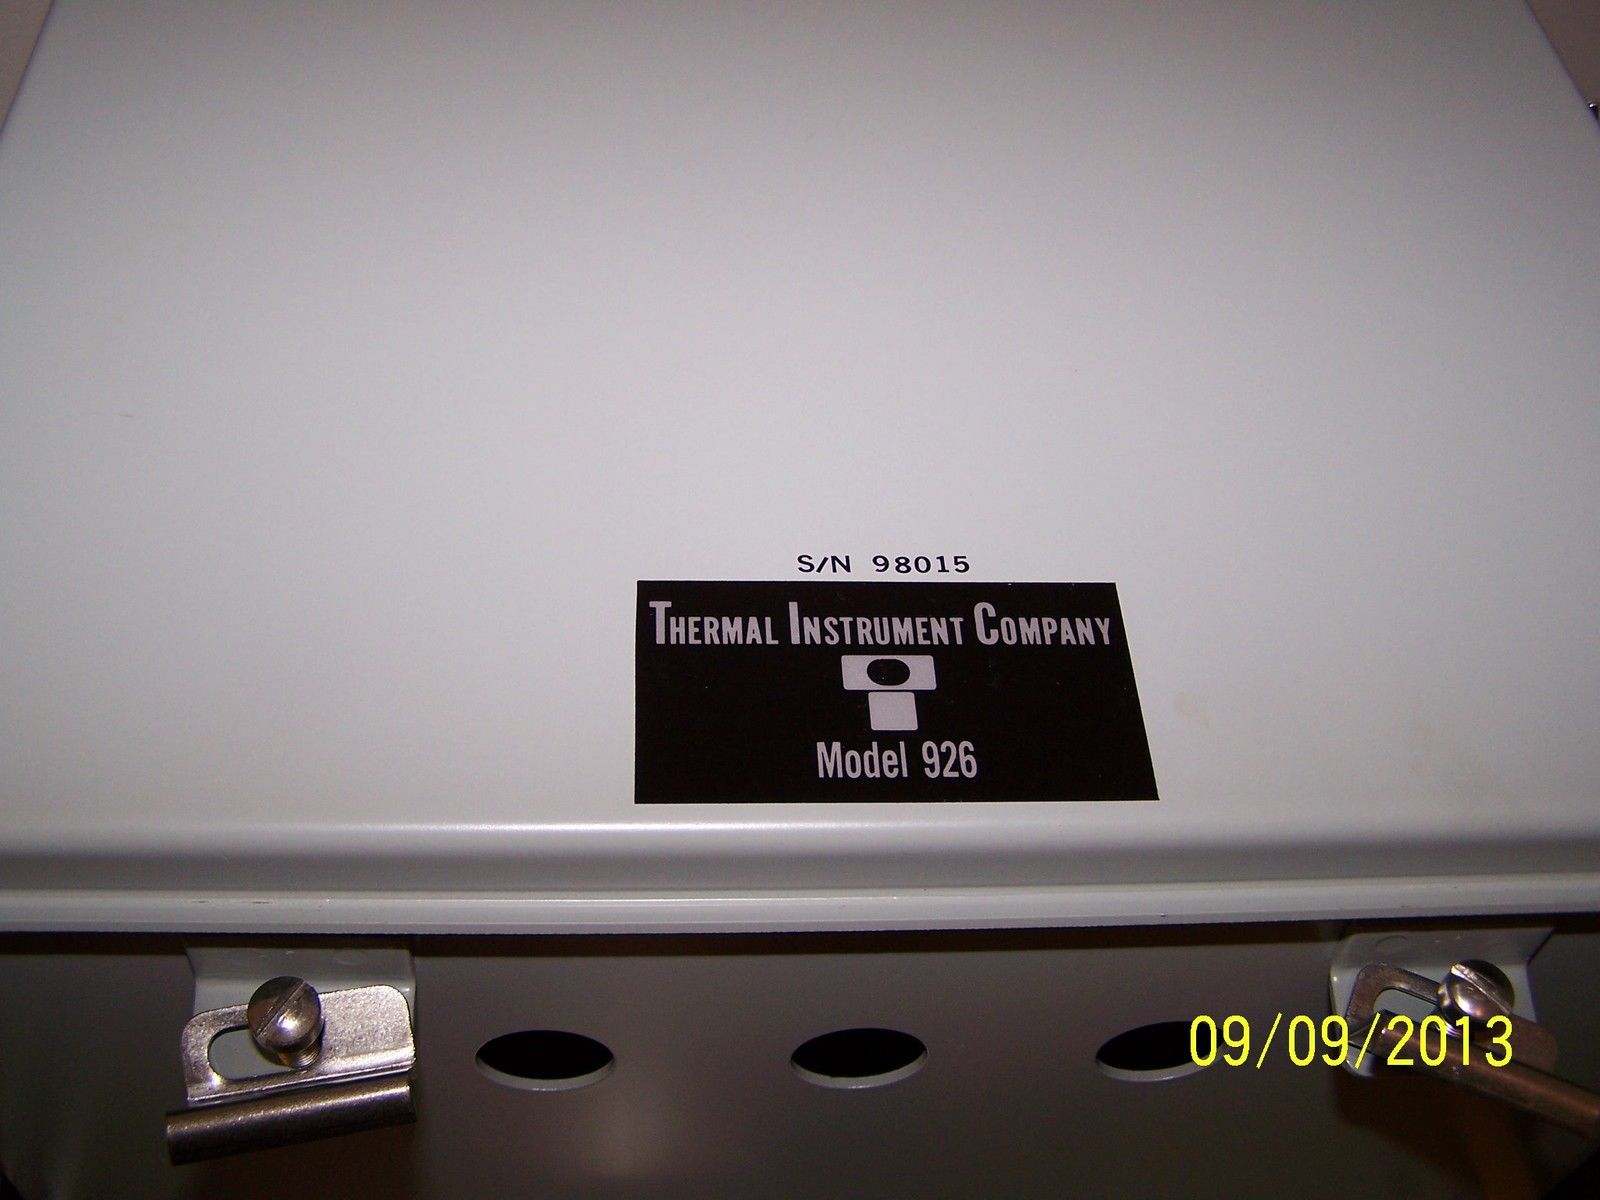 S/N 98015
THERMAL INSTRUMENT COMPANY
Model 926
09/09/2013